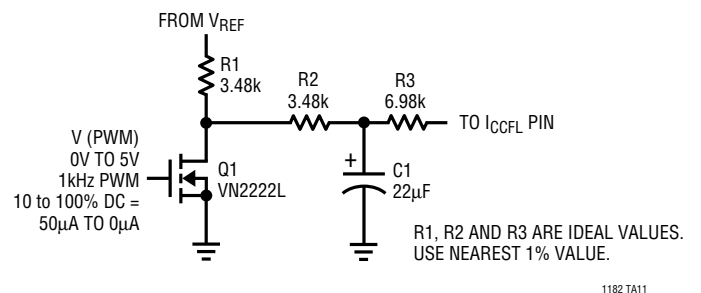 FROM VREF
R1
3.48k
R2
3.48k
R3
6.98k
TO ICCFL PIN
V (PWM)
0V TO 5V
1kHz PWM
10 to 100% DC =
50µA TO 0µA
Q1
VN2222L
+
C1
22µF
R1, R2 AND R3 ARE IDEAL VALUES.
USE NEAREST 1% VALUE.
1182 TA11